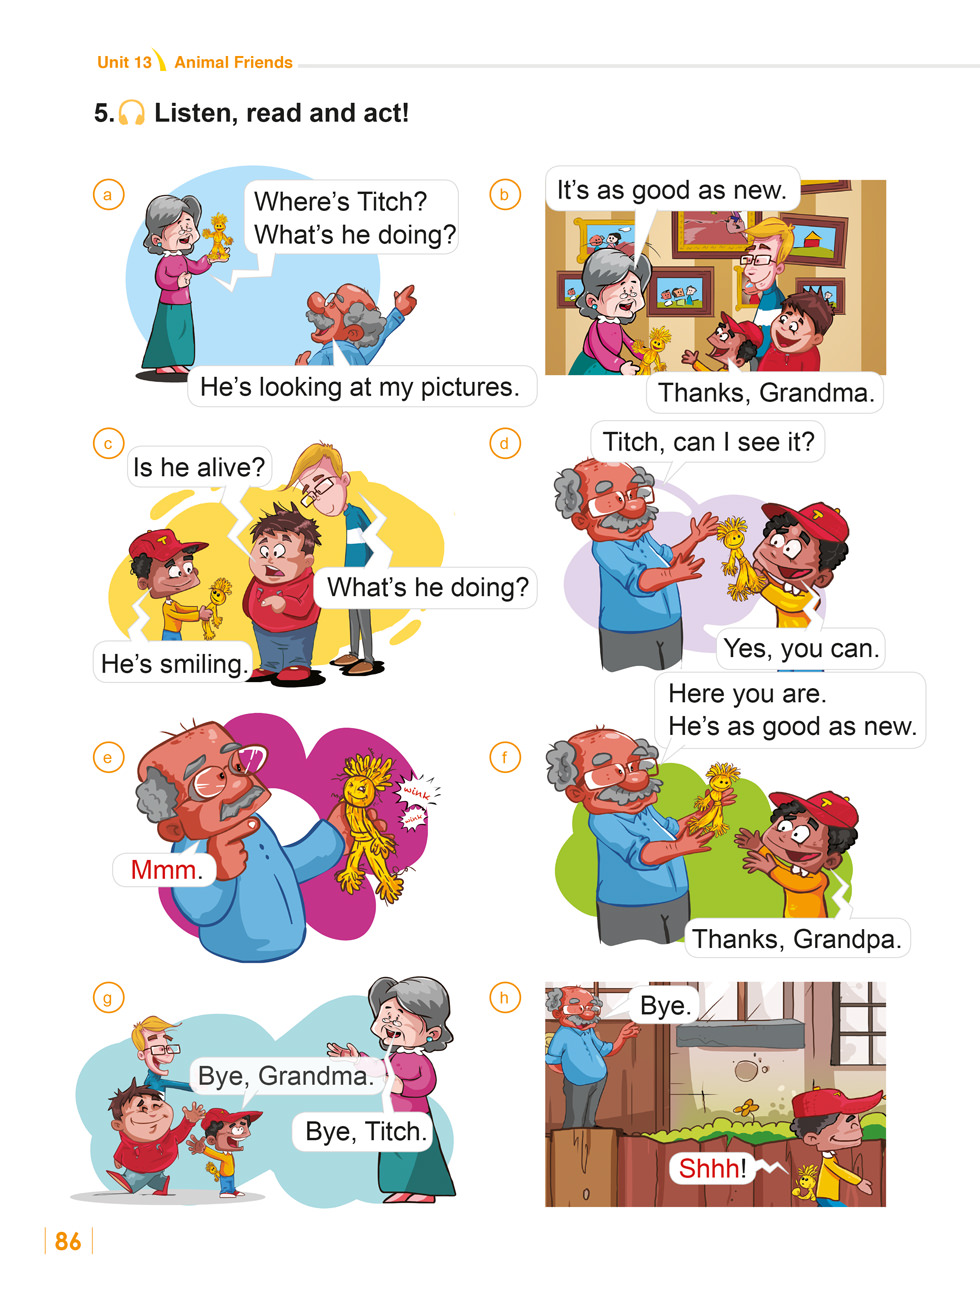 Unit 13 Animal Friends
5. Listen, read and act!
a
Where's Titch?
What's he doing?
He's looking at my pictures.
b
It's as good as new.
Thanks, Grandma.
c
Is he alive?
What's he doing?
He's smiling.
d
Titch, can I see it?
Yes, you can.
e
wink
wink
Mmm.
f
Here you are.
He's as good as new.
Thanks, Grandpa.
g
Bye, Grandma.
Bye, Titch.
h
Bye.
Shhh!
86